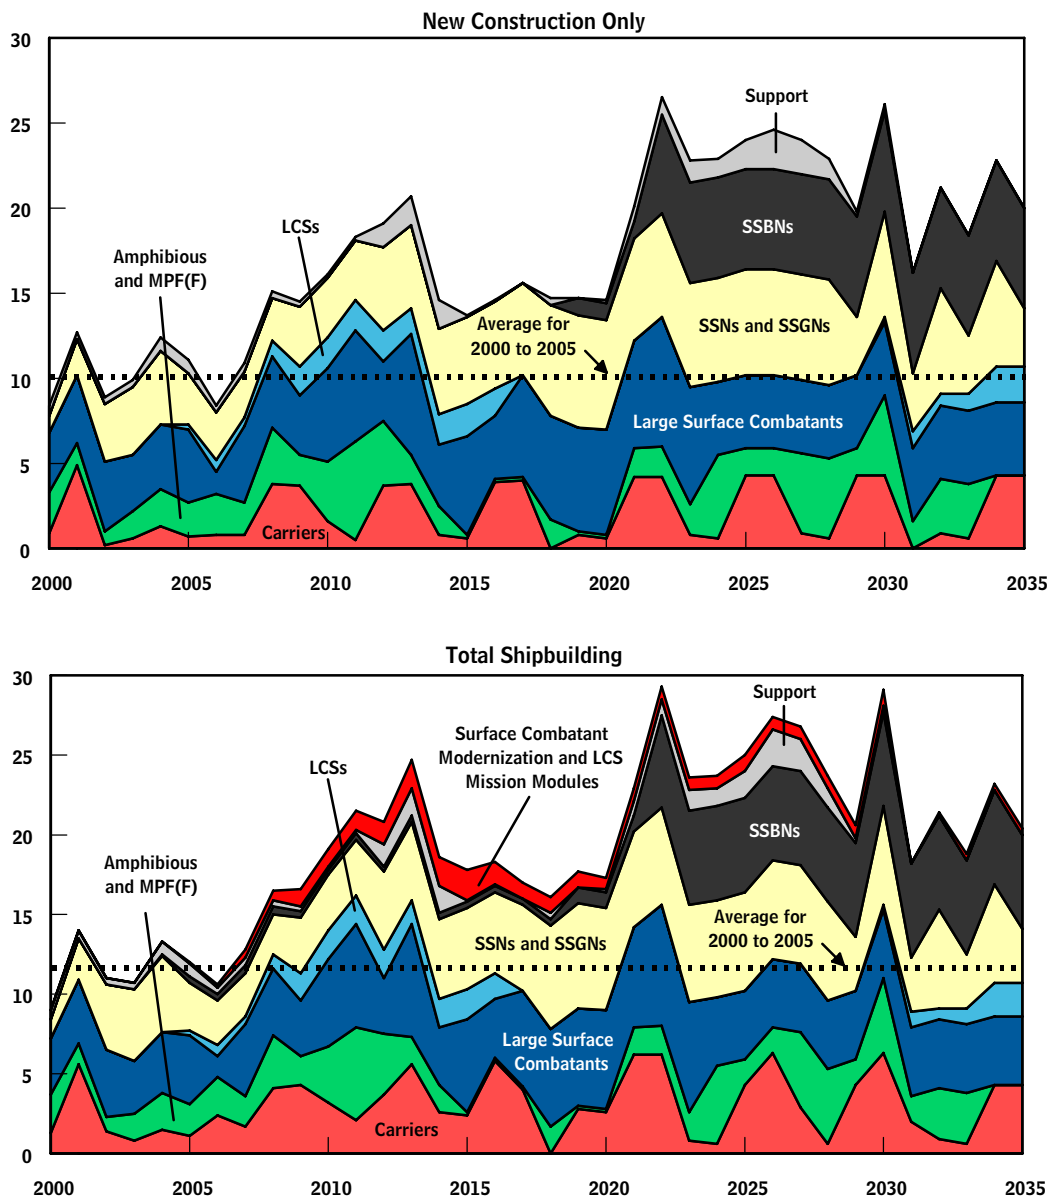 New Construction Only
30
25
20
15
10
5
0
Support
LCSs
SSBNs
Amphibious
and MPF(F)
Average for
2000 to 2005
SSNs and SSGNs
Large Surface Combatants
Carriers
2000
2005
2010
2015
2020
2025
2030
2035
Total Shipbuilding
30
25
20
15
10
5
0
Support
Surface Combatant
Modernization and LCS
Mission Modules
LCSs
SSBNs
Amphibious
and MPF(F)
Average for
2000 to 2005
SSNs and SSGNs
Large Surface
Combatants
Carriers
2000
2005
2010
2015
2020
2025
2030
2035